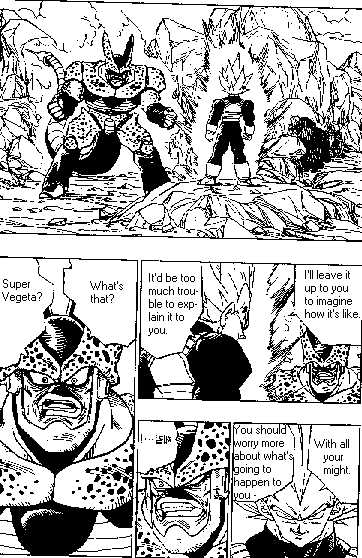 Super
Vegeta?
What's
that?
It'd be too
much trou-
ble to exp-
lain it to
you.
I'll leave it
up to you
to imagine
how it's like.
You should
worry more
about what's
going to
happen to
you .
With all
your
might.